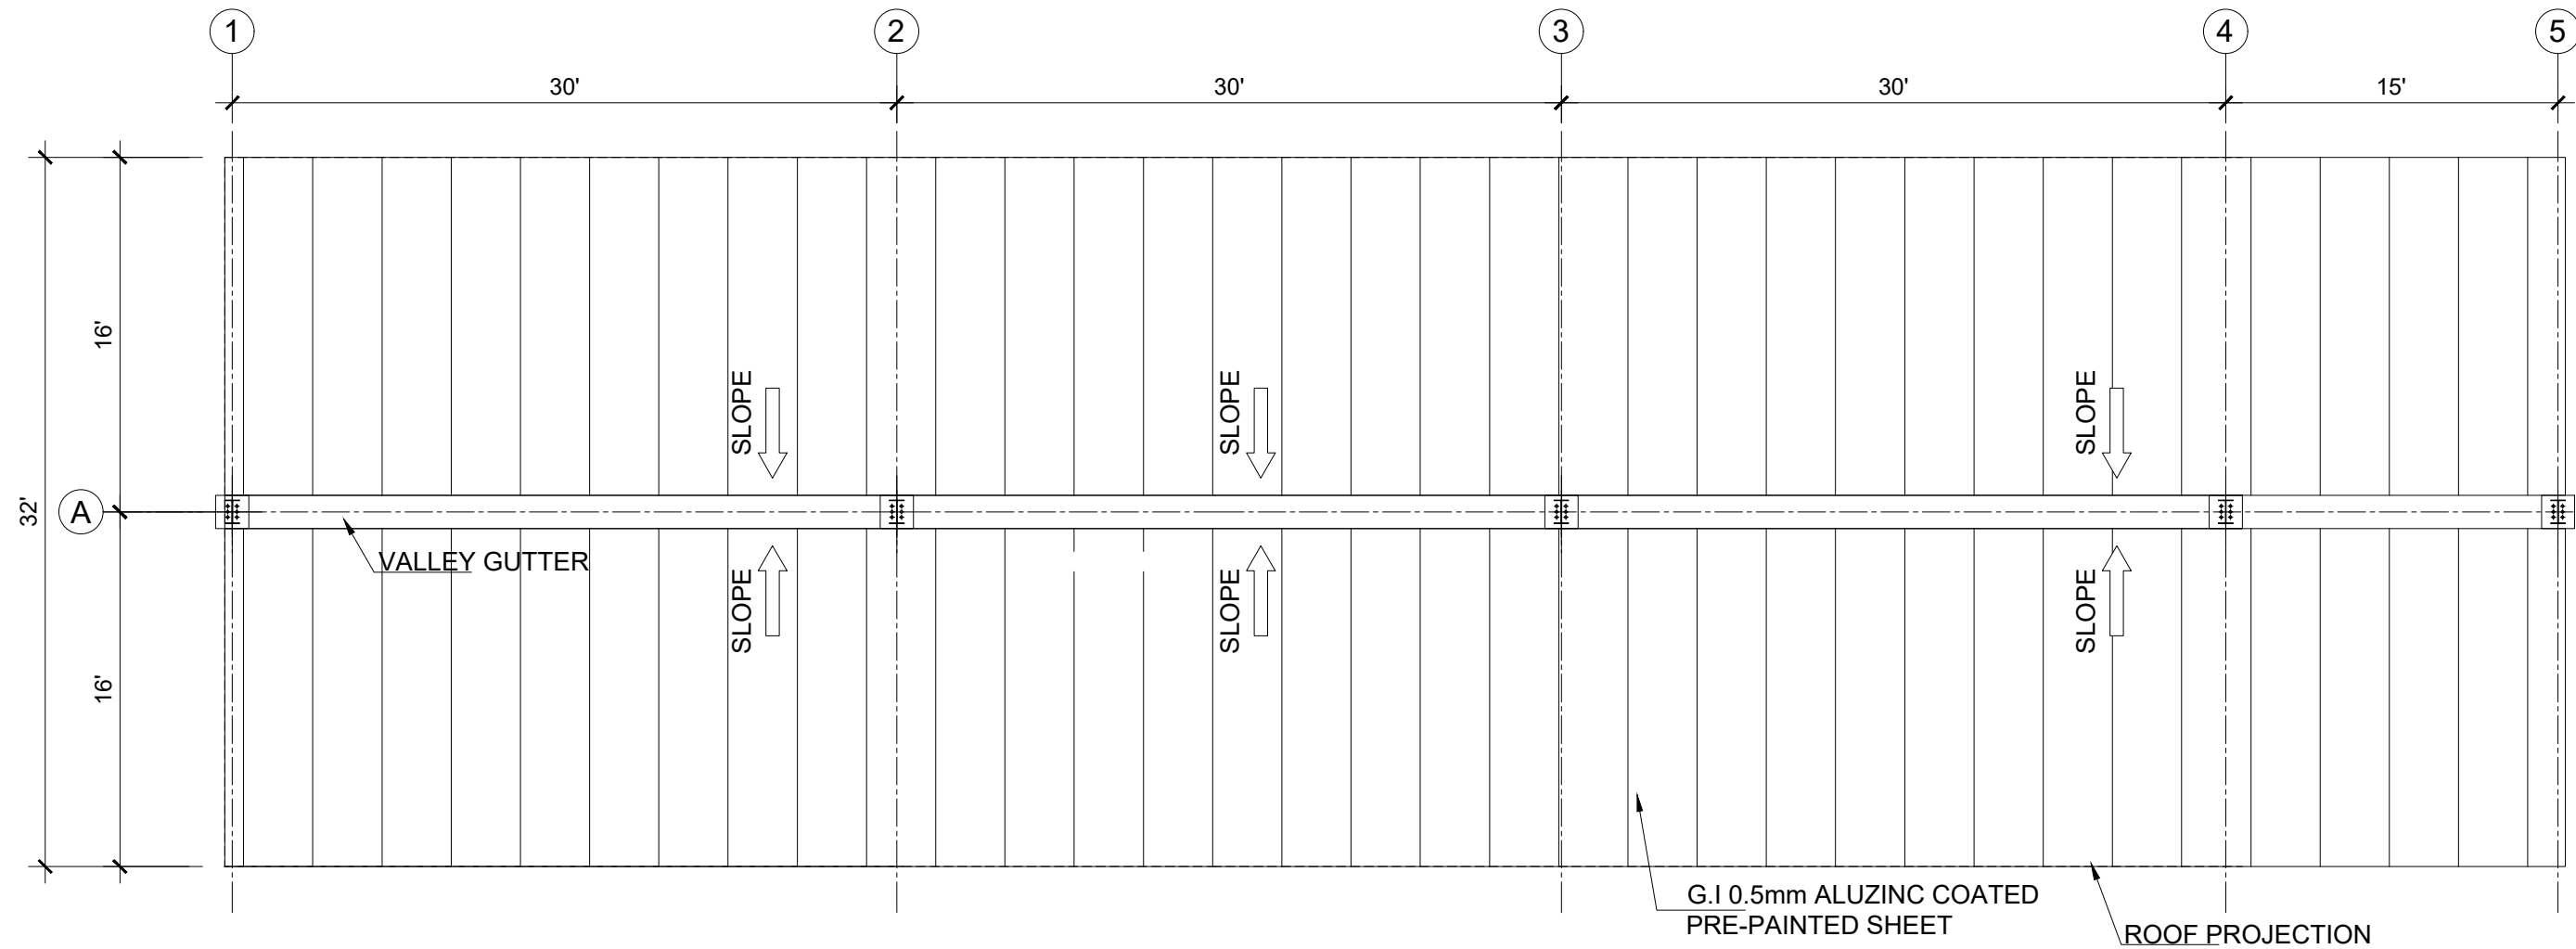 1
2
3
4
5
30'
30'
30'
15'
16'
32'
A
16'
SLOPE
SLOPE
SLOPE
VALLEY GUTTER
SLOPE
SLOPE
SLOPE
G.I 0.5mm ALUZINC COATED
PRE-PAINTED SHEET
ROOF PROJECTION